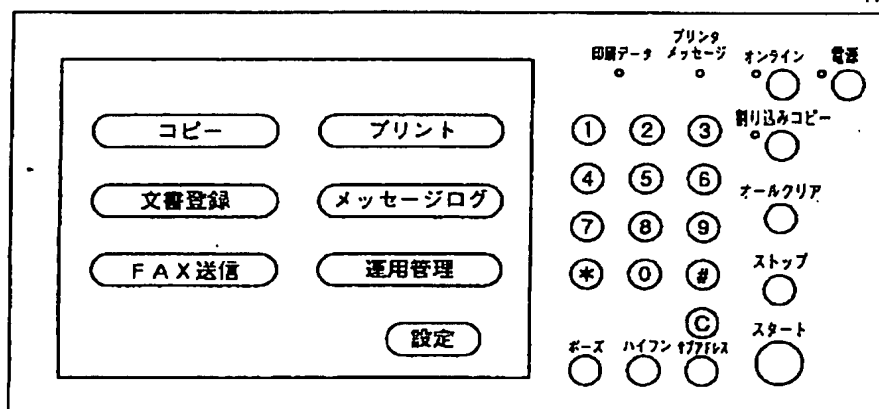 プリンタ
印刷データ メッセージ オンライン 電源
コピー プリント ① ② ③ 割り込みコピー
文書登録 メッセージログ ④ ⑤ ⑥ オールクリア
⑦ ⑧ ⑨
FAX送信 運用管理 ＊ ⓪ # ストップ
設定 Ⓒ スタート
ポーズ ハイフン サブアドレス